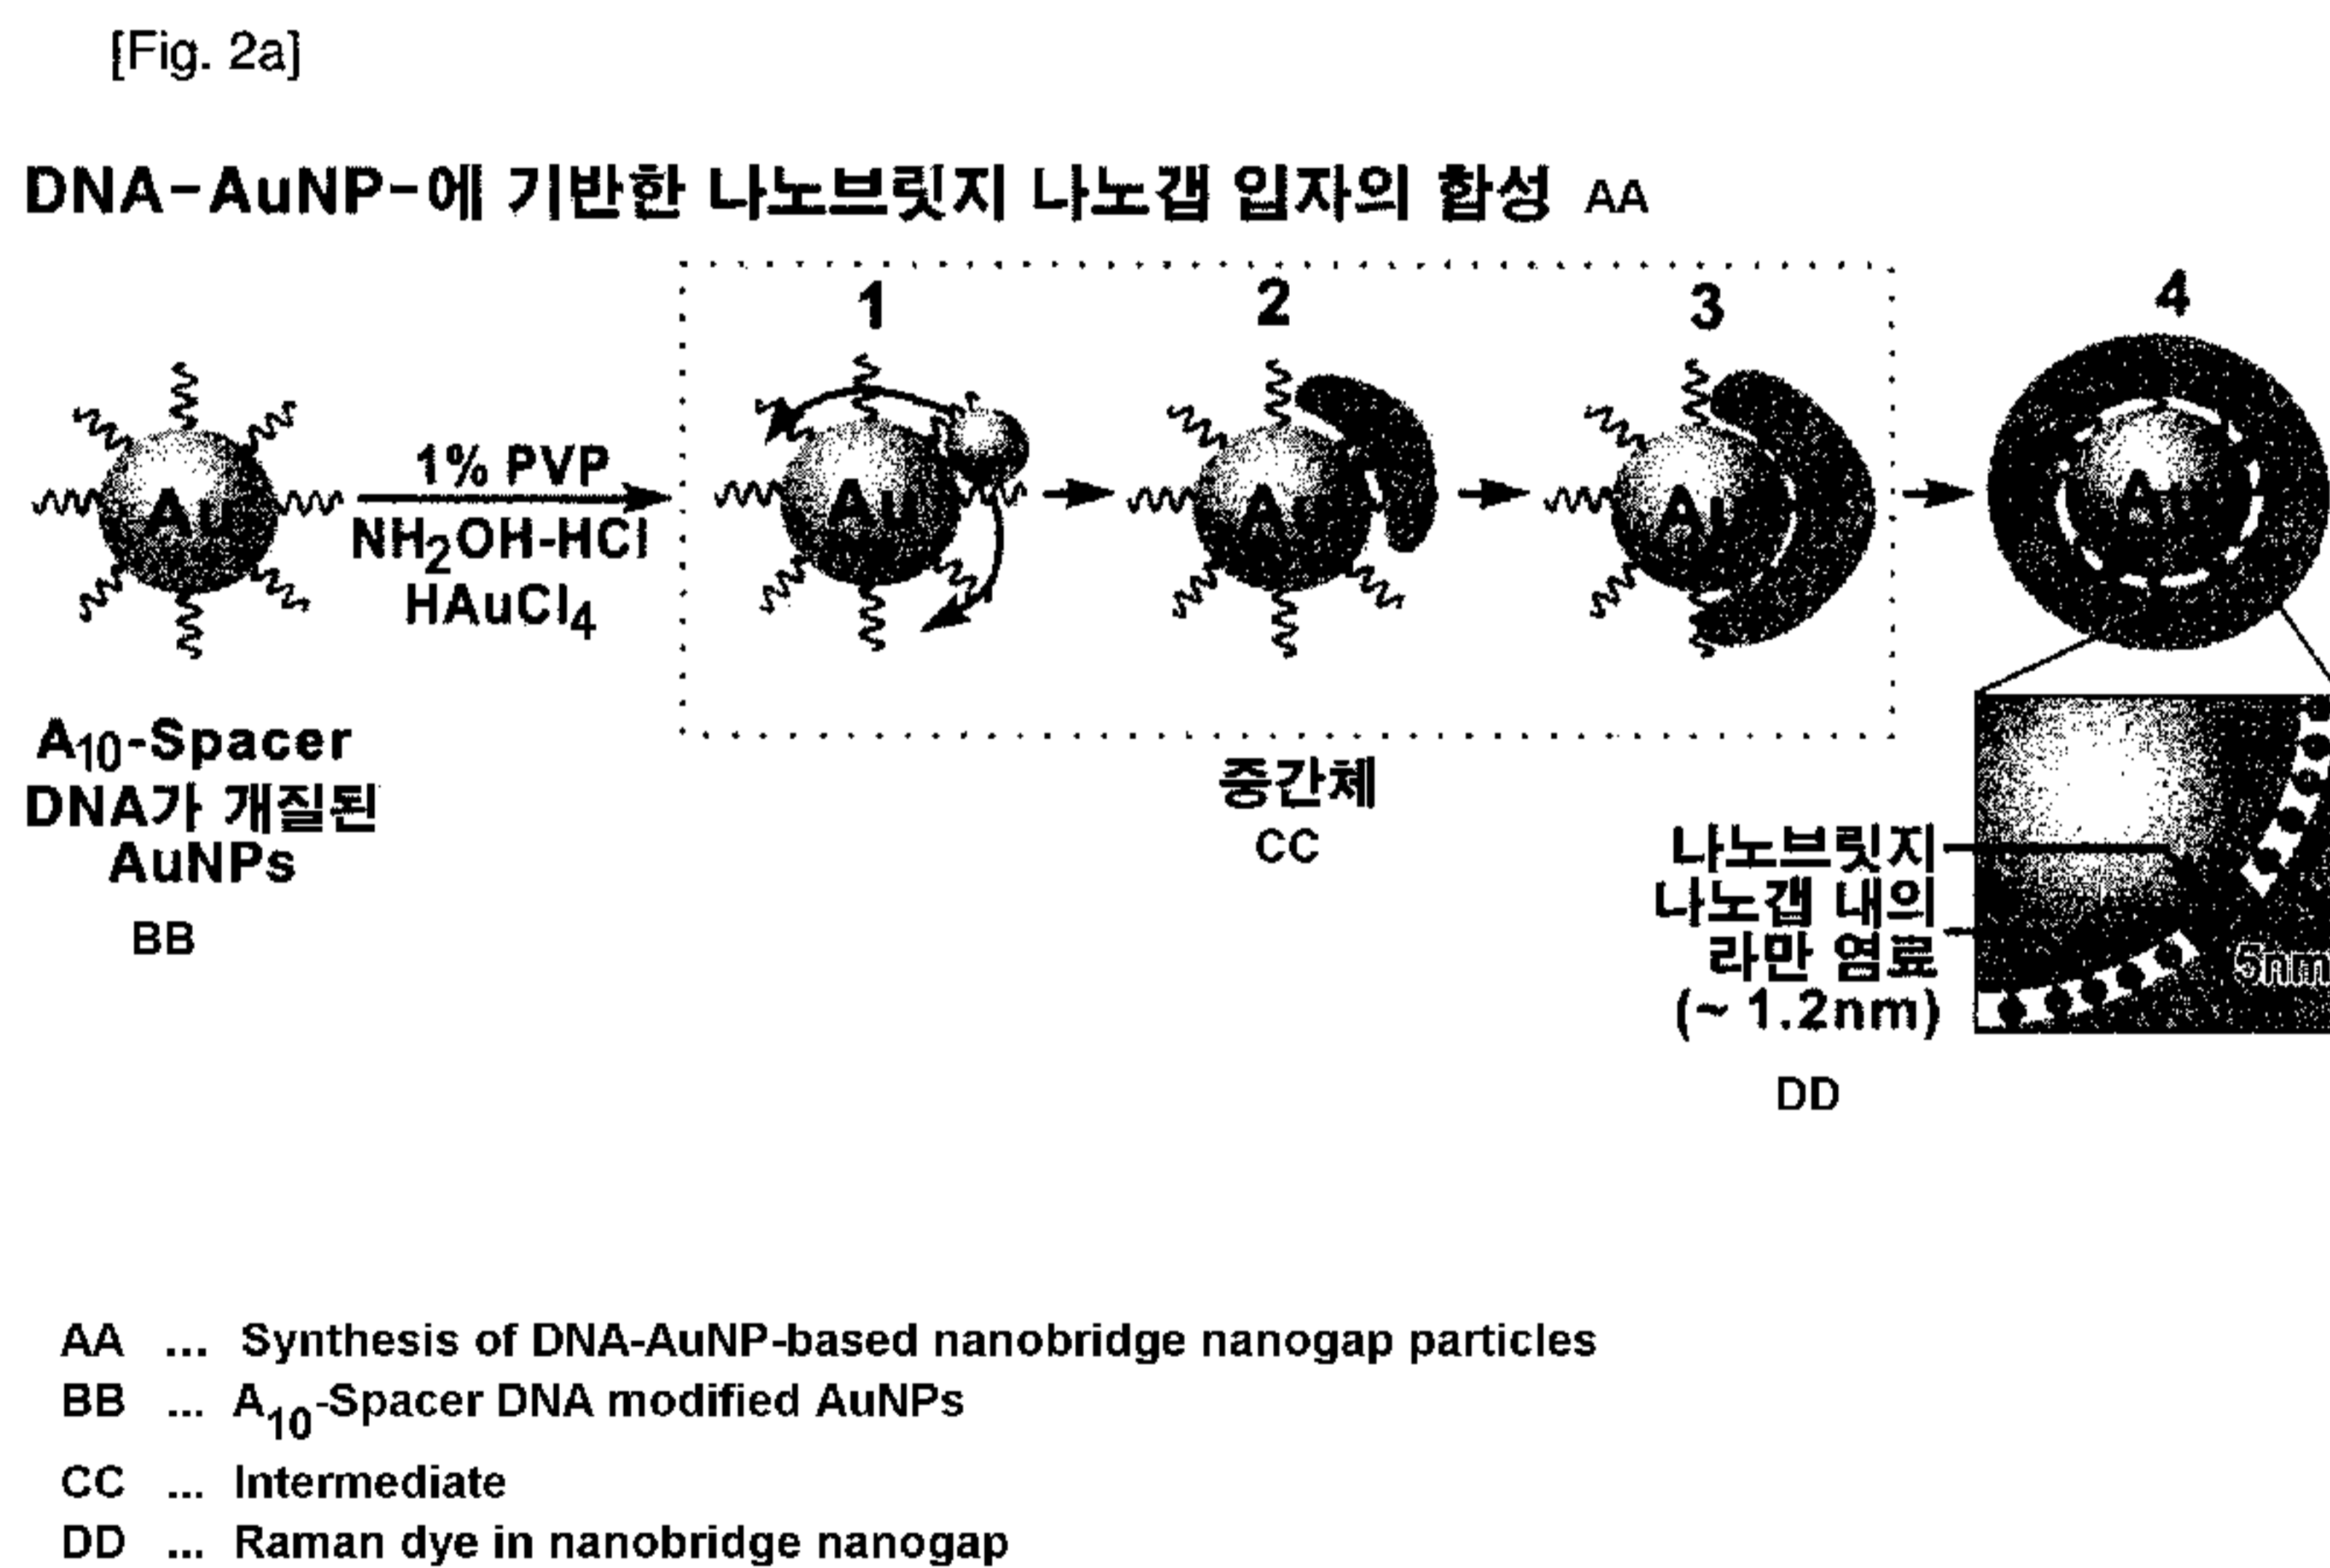 [Fig. 2a]
DNA-AuNP-에 기반한 나노브릿지 나노갭 입자의 합성 AA
1 2 3 4
Au Au Au Au Au
1% PVP
NH2OH-HCl
HAuCl4
A10-Spacer
DNA가 개질된
AuNPs
BB
중간체
CC
나노브릿지
나노갭 내의
라만 염료
(~ 1.2nm)
DD
5nm
AA ... Synthesis of DNA-AuNP-based nanobridge nanogap particles
BB ... A10-Spacer DNA modified AuNPs
CC ... Intermediate
DD ... Raman dye in nanobridge nanogap